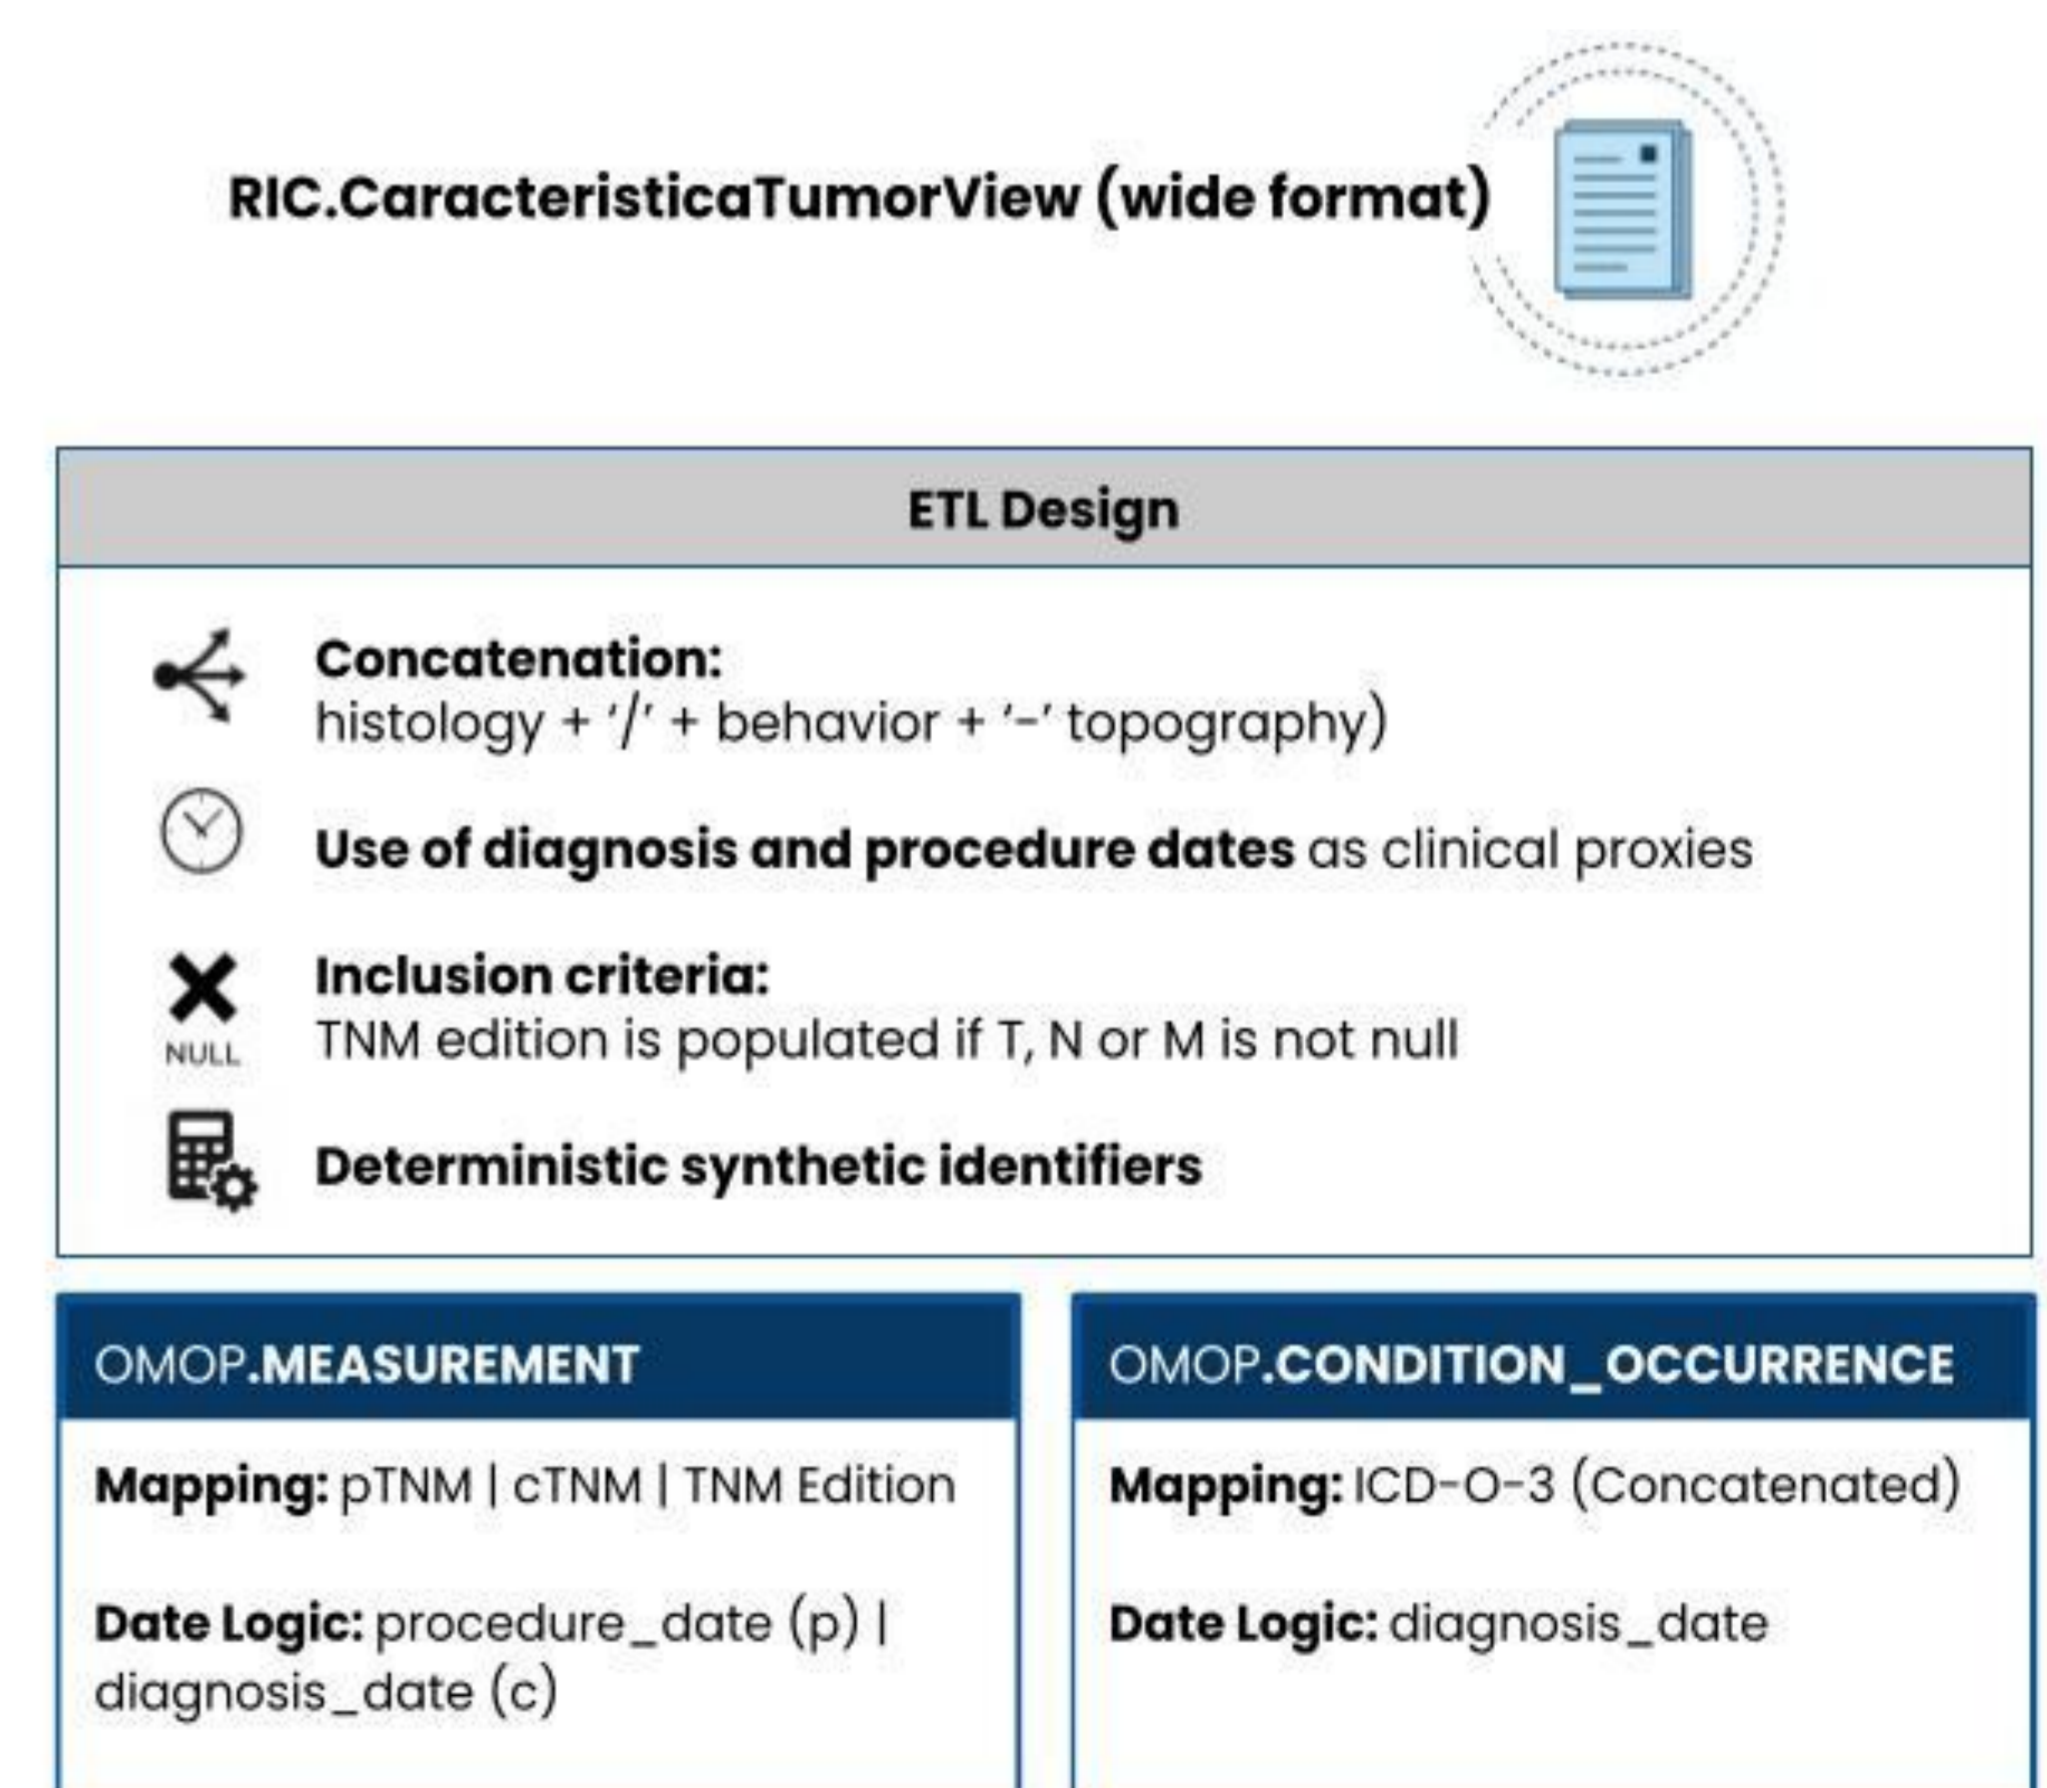 RIC.CaracteristicaTumorView (wide format)
ETL Design
Concatenation:
histology + ‘/’ + behavior + ‘-’ topography)
Use of diagnosis and procedure dates as clinical proxies
Inclusion criteria:
TNM edition is populated if T, N or M is not null
NULL
Deterministic synthetic identifiers
OMOP.MEASUREMENT
Mapping: pTNM | cTNM | TNM Edition
Date Logic: procedure_date (p) |
diagnosis_date (c)
OMOP.CONDITION_OCCURRENCE
Mapping: ICD-O-3 (Concatenated)
Date Logic: diagnosis_date